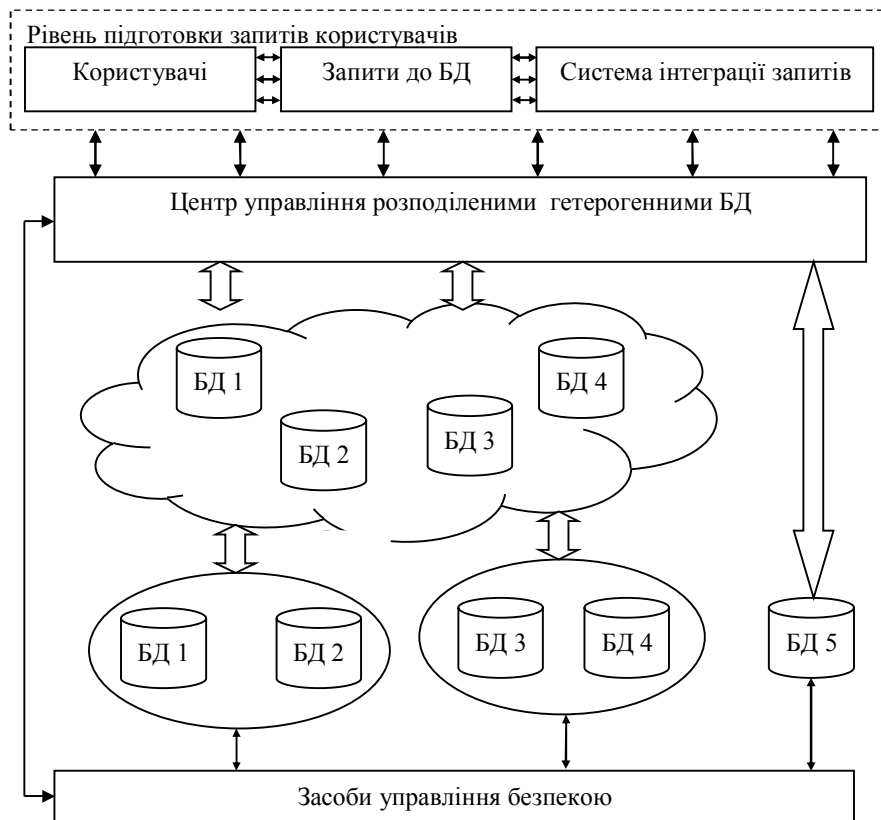 Рівень підготовки запитів користувачів
Користувачі
Запити до БД
Система інтеграції запитів
Центр управління розподіленими гетерогенними БД
БД 1
БД 4
БД 2
БД 3
БД 1
БД 2
БД 3
БД 4
БД 5
Засоби управління безпекою